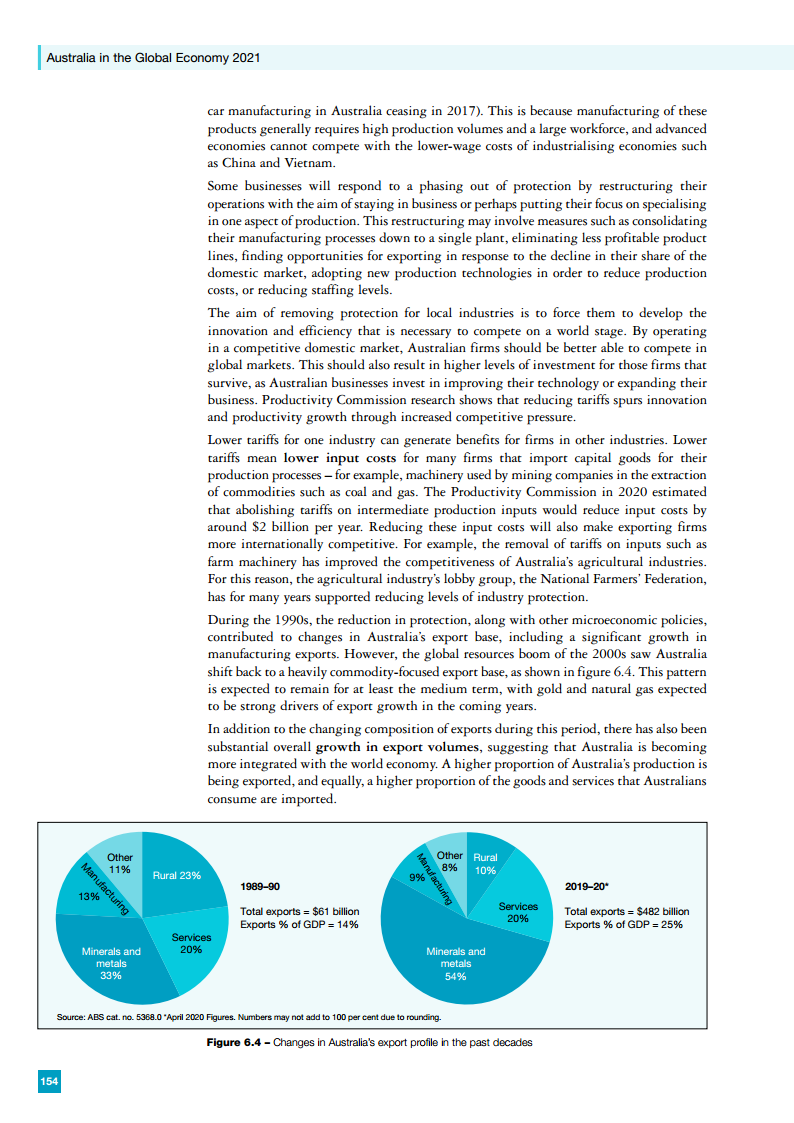 Australia in the Global Economy 2021
car manufacturing in Australia ceasing in 2017). This is because manufacturing of these
products generally requires high production volumes and a large workforce, and advanced
economies cannot compete with the lower-wage costs of industrialising economies such
as China and Vietnam.
Some businesses will respond to a phasing out of protection by restructuring their
operations with the aim of staying in business or perhaps putting their focus on specialising
in one aspect of production. This restructuring may involve measures such as consolidating
their manufacturing processes down to a single plant, eliminating less profitable product
lines, finding opportunities for exporting in response to the decline in their share of the
domestic market, adopting new production technologies in order to reduce production
costs, or reducing staffing levels.
The aim of removing protection for local industries is to force them to develop the
innovation and efficiency that is necessary to compete on a world stage. By operating
in a competitive domestic market, Australian firms should be better able to compete in
global markets. This should also result in higher levels of investment for those firms that
survive, as Australian businesses invest in improving their technology or expanding their
business. Productivity Commission research shows that reducing tariffs spurs innovation
and productivity growth through increased competitive pressure.
Lower tariffs for one industry can generate benefits for firms in other industries. Lower
tariffs mean lower input costs for many firms that import capital goods for their
production processes – for example, machinery used by mining companies in the extraction
of commodities such as coal and gas. The Productivity Commission in 2020 estimated
that abolishing tariffs on intermediate production inputs would reduce input costs by
around $2 billion per year. Reducing these input costs will also make exporting firms
more internationally competitive. For example, the removal of tariffs on inputs such as
farm machinery has improved the competitiveness of Australia's agricultural industries.
For this reason, the agricultural industry's lobby group, the National Farmers' Federation,
has for many years supported reducing levels of industry protection.
During the 1990s, the reduction in protection, along with other microeconomic policies,
contributed to changes in Australia's export base, including a significant growth in
manufacturing exports. However, the global resources boom of the 2000s saw Australia
shift back to a heavily commodity-focused export base, as shown in figure 6.4. This pattern
is expected to remain for at least the medium term, with gold and natural gas expected
to be strong drivers of export growth in the coming years.
In addition to the changing composition of exports during this period, there has also been
substantial overall growth in export volumes, suggesting that Australia is becoming
more integrated with the world economy. A higher proportion of Australia's production is
being exported, and equally, a higher proportion of the goods and services that Australians
consume are imported.
Other
11%
Rural 23%
Manufacturing
13%
Services
20%
Minerals and
metals
33%
1989–90
Total exports = $61 billion
Exports % of GDP = 14%
Other
8%
Rural
10%
Manufacturing
9%
Services
20%
Minerals and
metals
54%
2019–20*
Total exports = $482 billion
Exports % of GDP = 25%
Source: ABS cat. no. 5368.0 *April 2020 Figures. Numbers may not add to 100 per cent due to rounding.
Figure 6.4 – Changes in Australia's export profile in the past decades
154